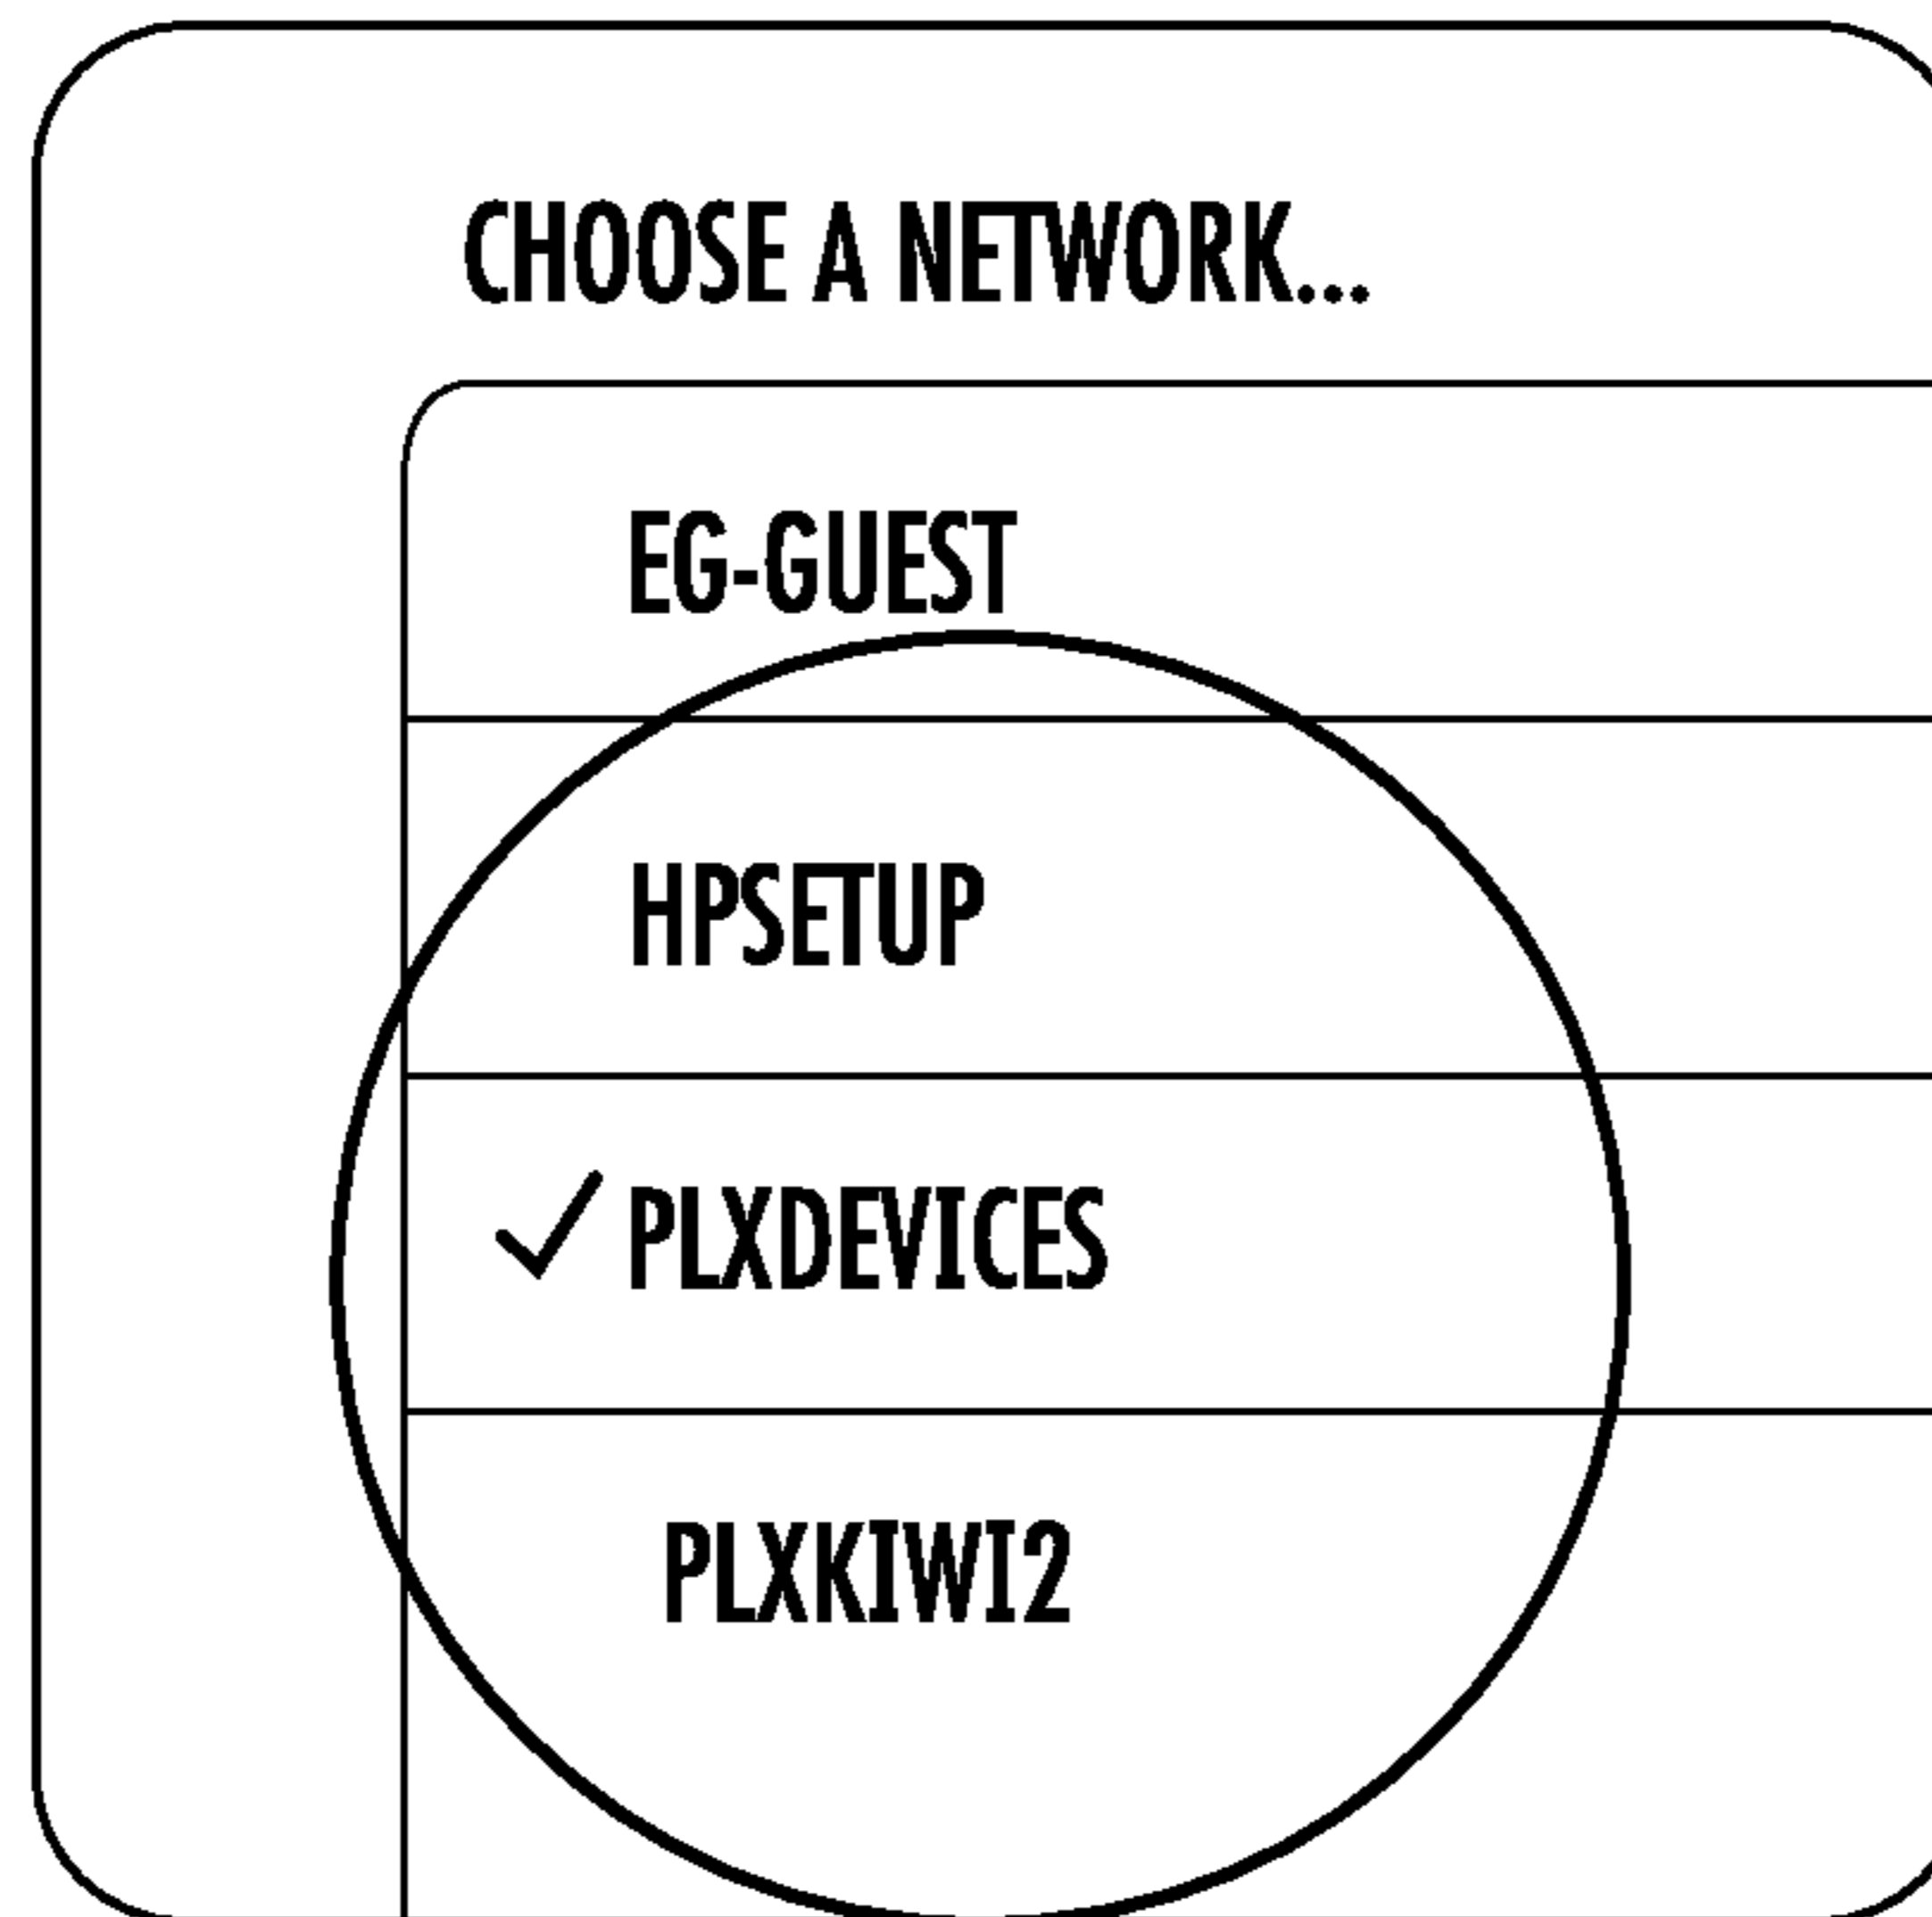 CHOOSE A NETWORK...
EG-GUEST
HPSETUP
✓ PLXDEVICES
PLXKIWI2